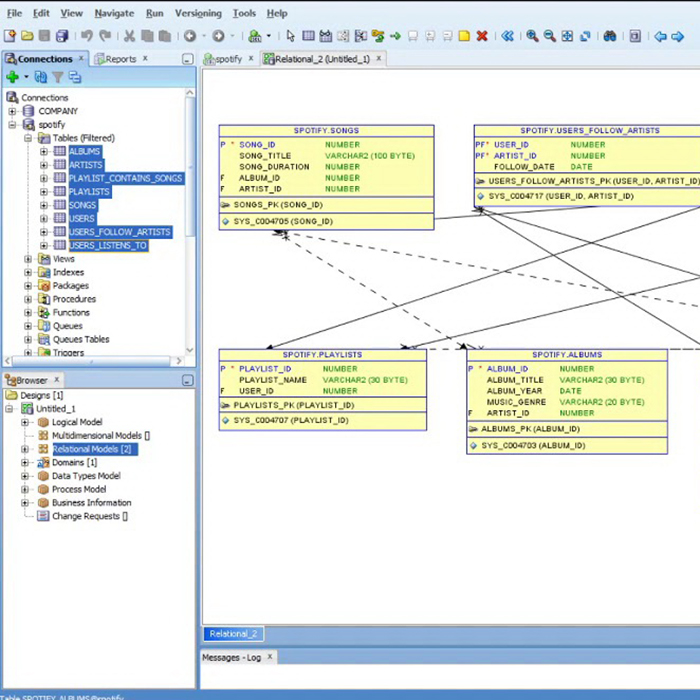 File Edit View Navigate Run Versioning Tools Help
Connections
Reports
spotify
Relational_2 (Untitled_1)
Connections
COMPANY
spotify
Tables (Filtered)
ALBUMS
ARTISTS
PLAYLIST_CONTAINS_SONGS
PLAYLISTS
SONGS
USERS
USERS_FOLLOW_ARTISTS
USERS_LISTENS_TO
Views
Indexes
Packages
Procedures
Functions
Queues
Queues Tables
Triggers
Browser
Designs [1]
Untitled_1
Logical Model
Multidimensional Models []
Relational Models [2]
Domains [1]
Data Types Model
Process Model
Business Information
Change Requests []
SPOTIFY.SONGS
P * SONG_ID NUMBER
SONG_TITLE VARCHAR2 (100 BYTE)
SONG_DURATION NUMBER
F ALBUM_ID NUMBER
F ARTIST_ID NUMBER
SONGS_PK (SONG_ID)
SYS_C004705 (SONG_ID)
SPOTIFY.USERS_FOLLOW_ARTISTS
PF* USER_ID NUMBER
PF* ARTIST_ID NUMBER
FOLLOW_DATE DATE
USERS_FOLLOW_ARTISTS_PK (USER_ID, ARTIST_ID)
SYS_C004717 (USER_ID, ARTIST_ID)
SPOTIFY.PLAYLISTS
P * PLAYLIST_ID NUMBER
PLAYLIST_NAME VARCHAR2 (30 BYTE)
F USER_ID NUMBER
PLAYLISTS_PK (PLAYLIST_ID)
SYS_C004707 (PLAYLIST_ID)
SPOTIFY.ALBUMS
P * ALBUM_ID NUMBER
ALBUM_TITLE VARCHAR2 (30 BYTE)
ALBUM_YEAR DATE
MUSIC_GENRE VARCHAR2 (20 BYTE)
F ARTIST_ID NUMBER
ALBUMS_PK (ALBUM_ID)
SYS_C004703 (ALBUM_ID)
Relational_2
Messages - Log
Table SPOTIFY.ALBUMS@spotify